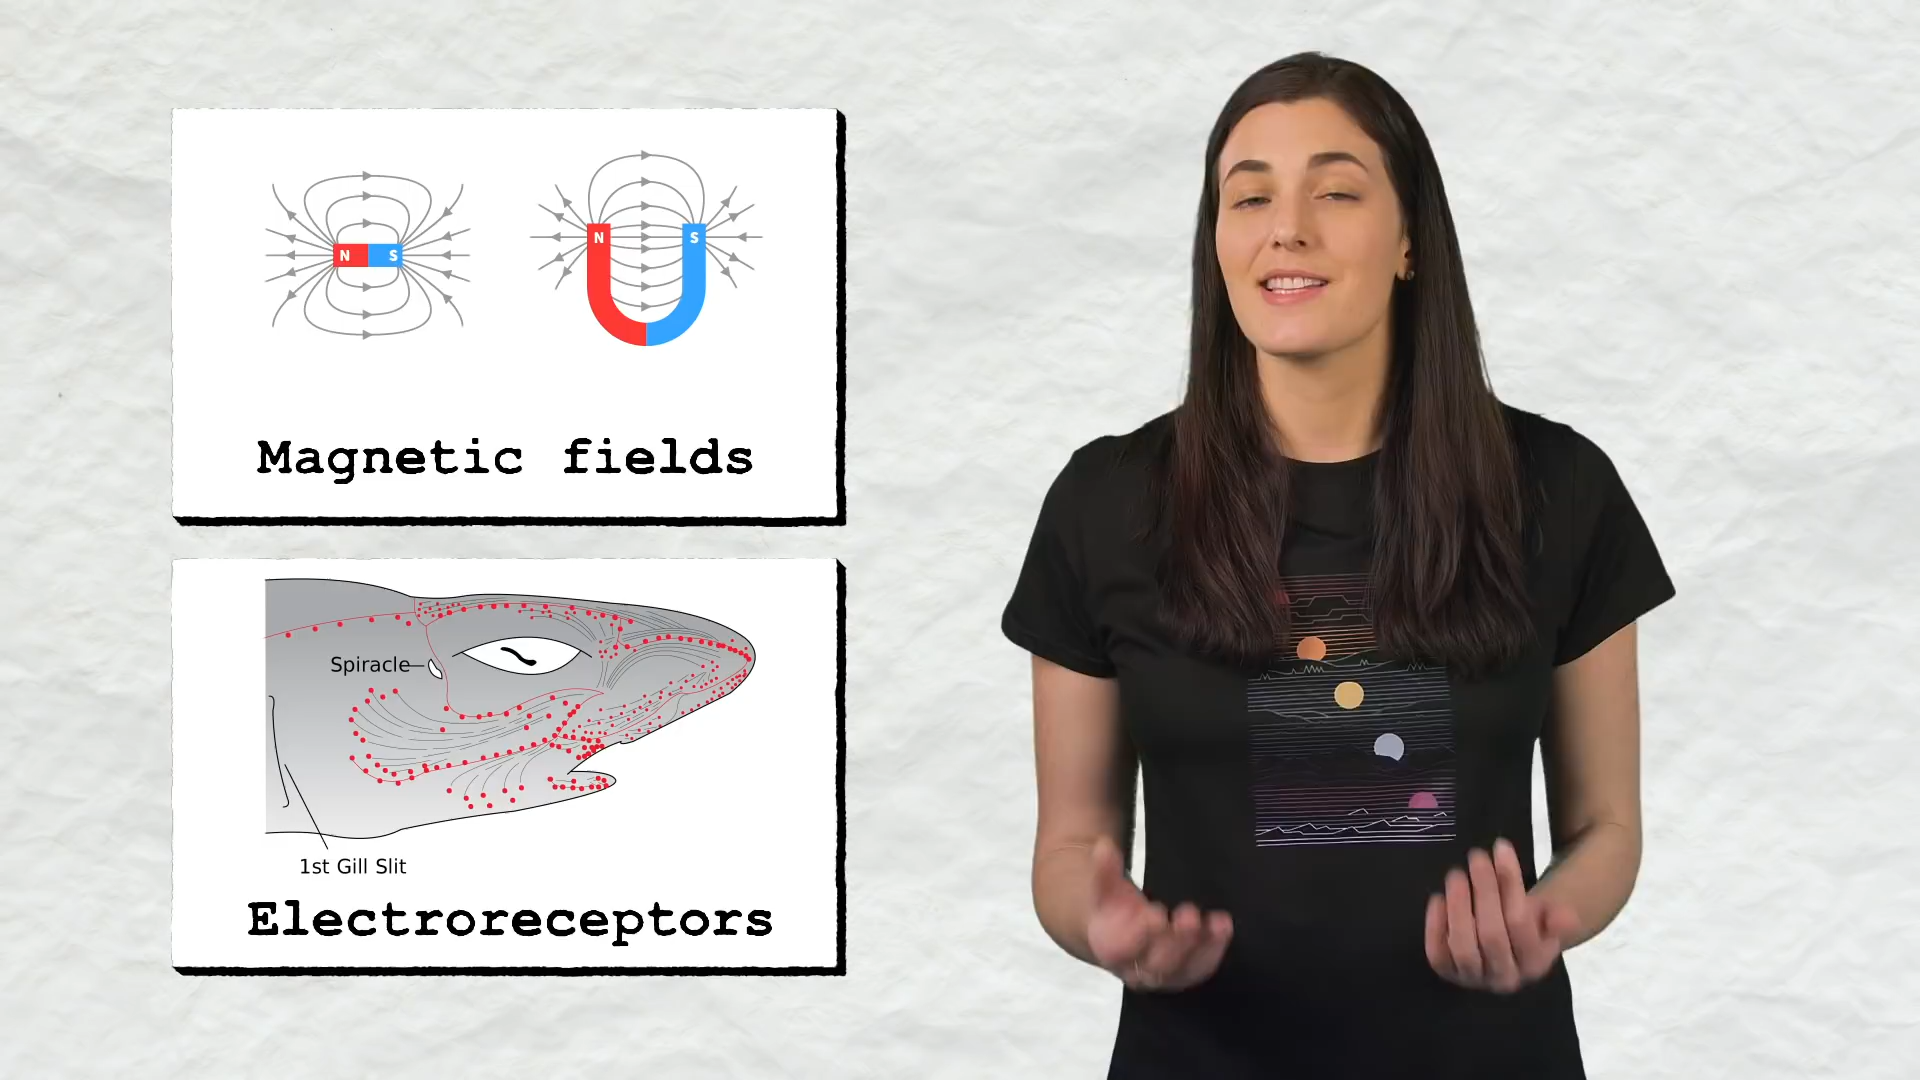 N S
N S
Magnetic fields
Spiracle
1st Gill Slit
Electroreceptors